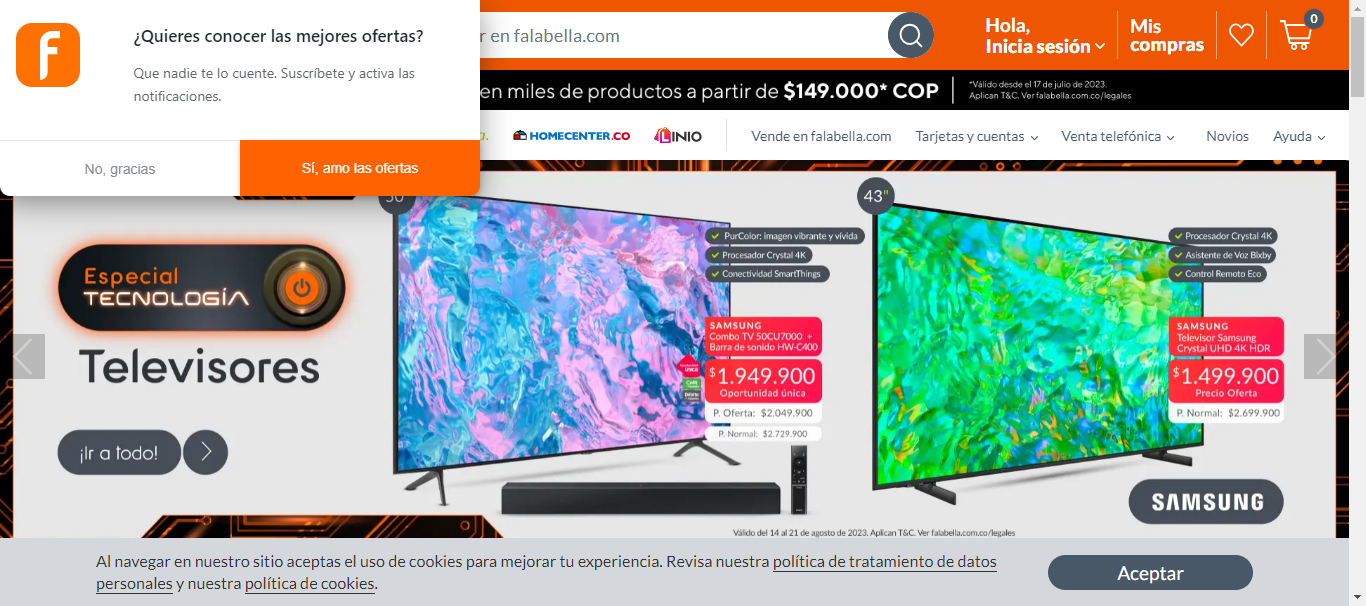 ¿Quieres conocer las mejores ofertas?
Que nadie te lo cuente. Suscríbete y activa las
notificaciones.
No, gracias
Sí, amo las ofertas
en falabella.com
Hola,
Inicia sesión
Mis
compras
0
en miles de productos a partir de $149.000* COP
*Válido desde el 17 de julio de 2023.
Aplican T&C. Ver falabella.com.co/legales
HOMECENTER.CO
LINIO
Vende en falabella.com
Tarjetas y cuentas
Venta telefónica
Novios
Ayuda
Especial
TECNOLOGÍA
Televisores
¡Ir a todo!
50"
PurColor: imagen vibrante y vívida
Procesador Crystal 4K
Conectividad SmartThings
SAMSUNG
Combo TV 50CU7000 +
Barra de sonido HW-C400
$1.949.900
Oportunidad única
P. Oferta: $2.049.900
P. Normal: $2.729.900
43"
Procesador Crystal 4K
Asistente de Voz Bixby
Control Remoto Eco
SAMSUNG
Televisor Samsung
Crystal UHD 4K HDR
$1.499.900
Precio Oferta
P. Normal: $2.699.900
SAMSUNG
Válido del 14 al 21 de agosto de 2023. Aplican T&C. Ver falabella.com.co/legales
Al navegar en nuestro sitio aceptas el uso de cookies para mejorar tu experiencia. Revisa nuestra política de tratamiento de datos
personales y nuestra política de cookies.
Aceptar